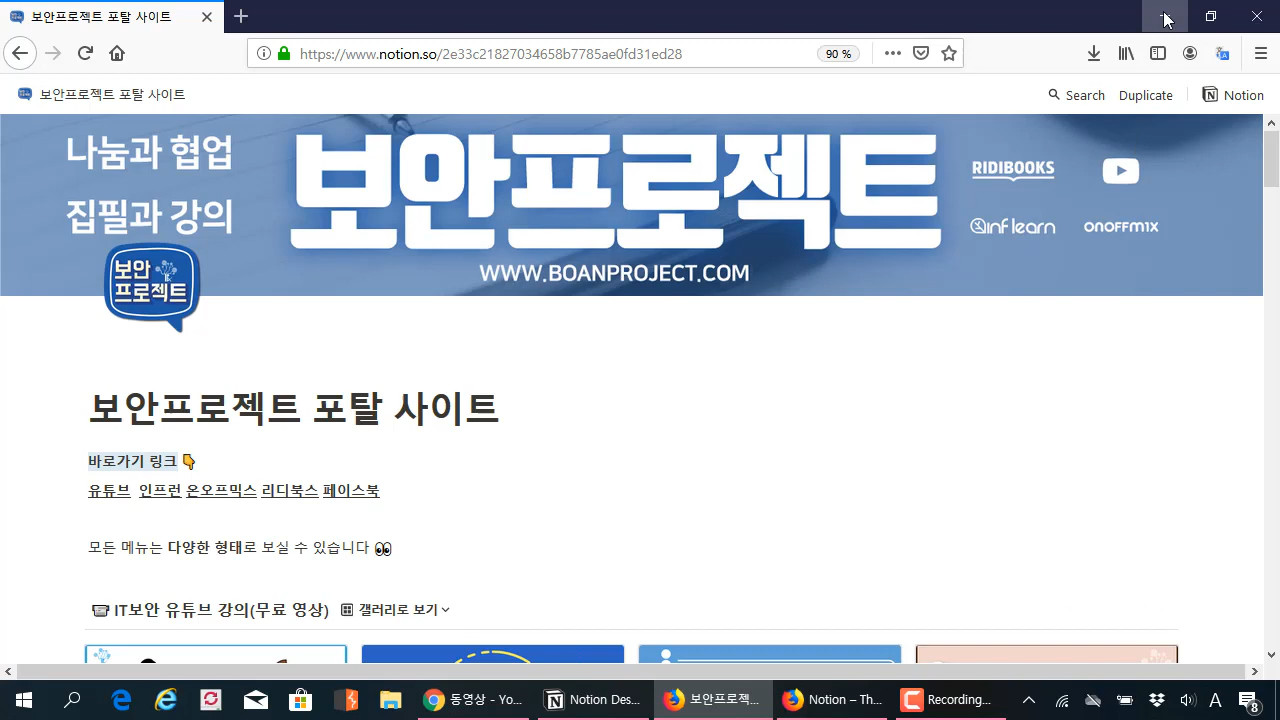 보안프로젝트 포탈 사이트
https://www.notion.so/2e33c21827034658b7785ae0fd31ed28
90 %
보안프로젝트 포탈 사이트
Search
Duplicate
Notion
나눔과 협업
집필과 강의
보안프로젝트
WWW.BOANPROJECT.COM
RIDIBOOKS
inflearn
ONOFFMIX
보안
프로젝트
보안프로젝트 포탈 사이트
바로가기 링크
유튜브 인프런 온오프믹스 리디북스 페이스북
모든 메뉴는 다양한 형태로 보실 수 있습니다
IT보안 유튜브 강의(무료 영상) 갤러리로 보기
동영상 - Yo...
Notion Des...
보안프로젝...
Notion – Th...
Recording...
A
8